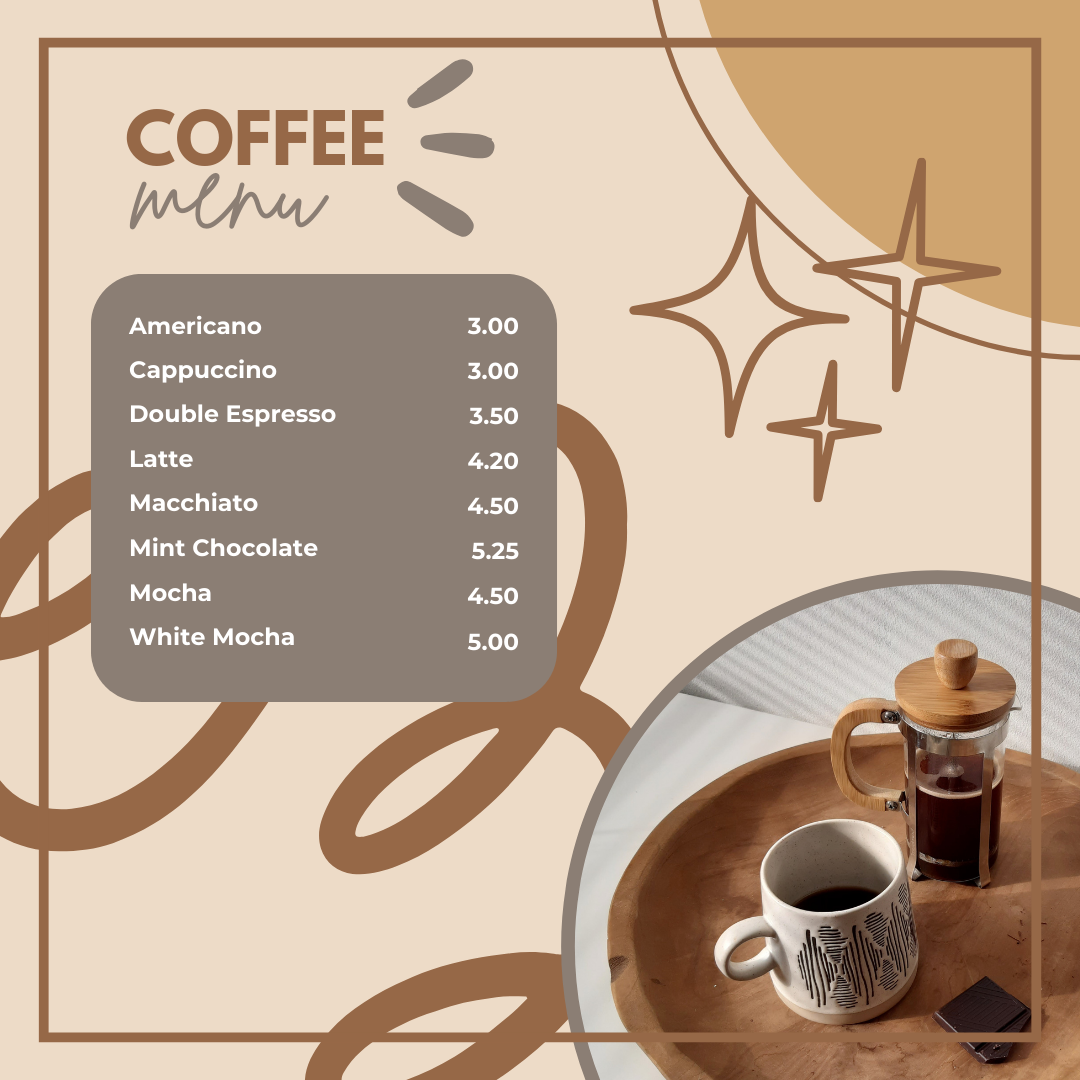 COFFEE
menu
Americano 3.00
Cappuccino 3.00
Double Espresso 3.50
Latte 4.20
Macchiato 4.50
Mint Chocolate 5.25
Mocha 4.50
White Mocha 5.00